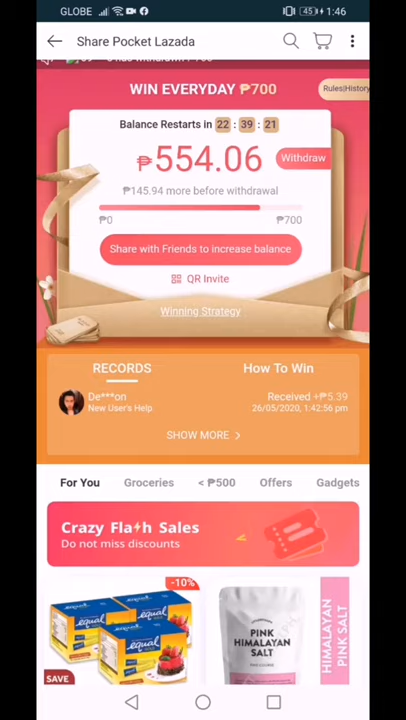 GLOBE
45
1:46
Share Pocket Lazada
WIN EVERYDAY ₱700
Rules|History
Balance Restarts in 22 : 39 : 21
₱554.06
Withdraw
₱145.94 more before withdrawal
₱0
₱700
Share with Friends to increase balance
QR Invite
Winning Strategy
RECORDS
How To Win
De***on
Received +₱5.39
New User's Help
26/05/2020, 1:42:56 pm
SHOW MORE >
For You
Groceries
< ₱500
Offers
Gadgets
Crazy Flash Sales
Do not miss discounts
-10%
equal
equal
equal
SAVE
PINK
HIMALAYAN
SALT
HIMALAYAN
PINK SALT